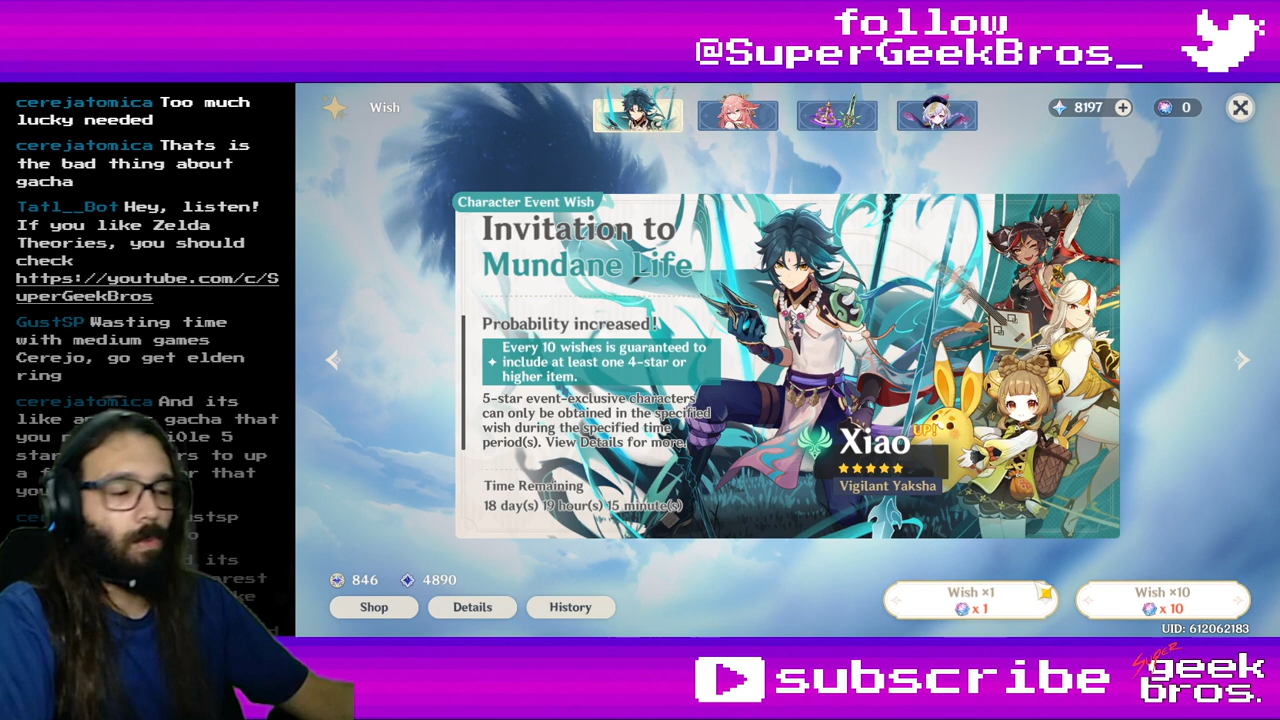 follow
@SuperGeekBros_
cerejatomica Too much
lucky needed
cerejatomica Thats is
the bad thing about
gacha
Tatl__Bot Hey, listen!
If you like Zelda
Theories, you should
check
https://youtube.com/c/S
uperGeekBros
GustSP Wasting time
with medium games
Cerejo, go get elden
ring
cerejatomica And its
like gacha that
you 5
star to up
that
Wish
8197
0
Character Event Wish
Invitation to
Mundane Life
Probability increased!
Every 10 wishes is guaranteed to
include at least one 4-star or
higher item.
5-star event-exclusive characters
can only be obtained in the specified
wish during the specified time
period(s). View Details for more.
Time Remaining
18 day(s) 19 hour(s) 15 minute(s)
Xiao
UP!
Vigilant Yaksha
846
4890
Shop
Details
History
Wish ×1
x 1
Wish ×10
x 10
UID: 612062183
subscribe
SUPER
geek
bros.